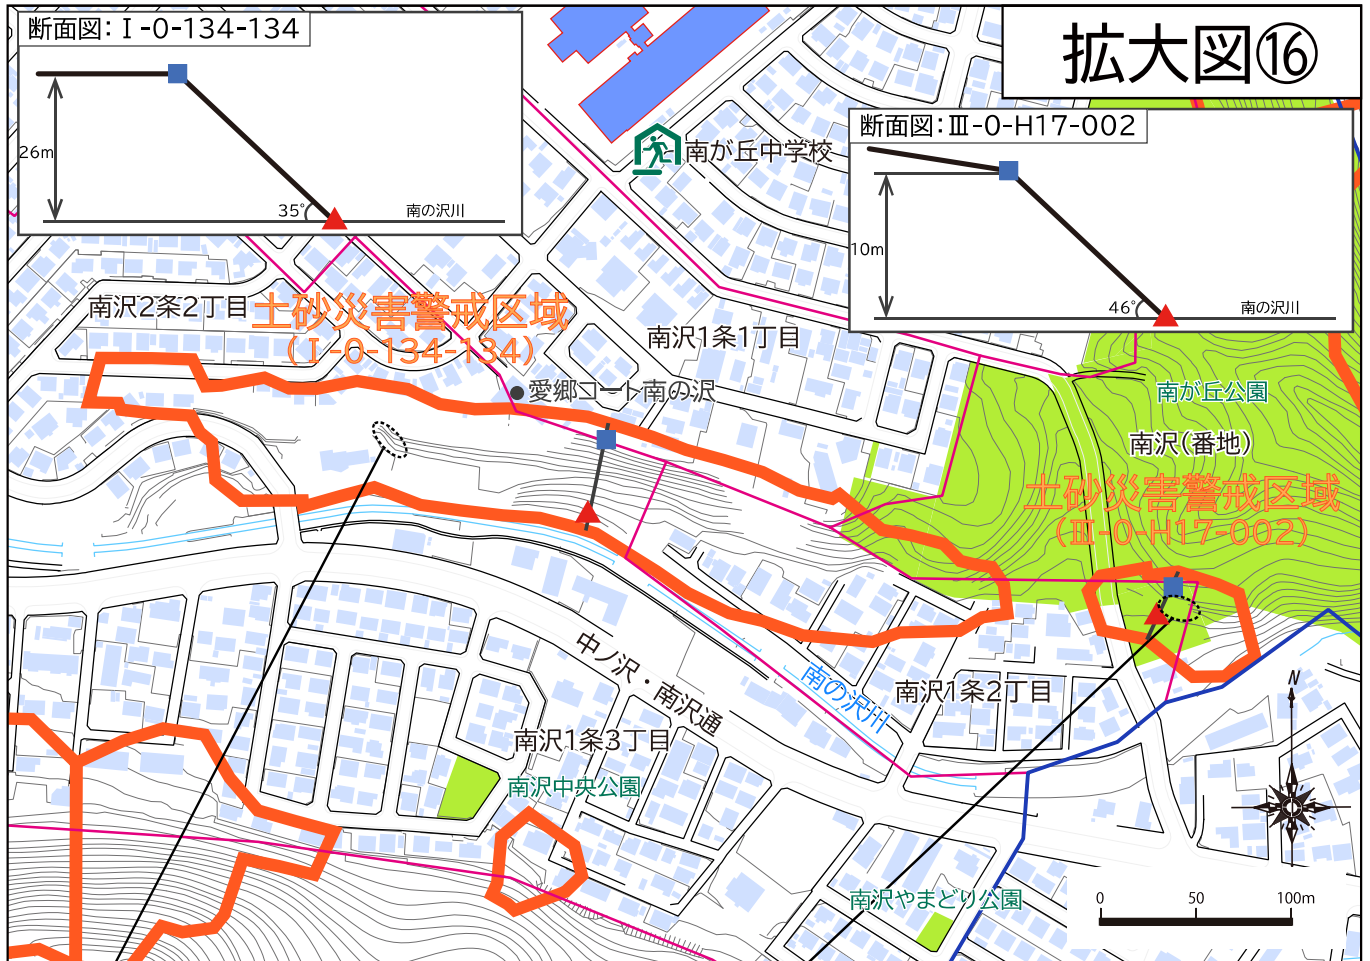 断面図：Ⅰ-0-134-134
26m
35°
南の沢川
拡大図⑯
断面図：Ⅲ-0-H17-002
10m
46°
南の沢川
南が丘中学校
南沢2条2丁目
土砂災害警戒区域
（Ⅰ-0-134-134）
南沢1条1丁目
愛郷コート南の沢
南が丘公園
南沢(番地)
土砂災害警戒区域
（Ⅲ-0-H17-002）
中ノ沢・南沢通
南の沢川
南沢1条2丁目
南沢1条3丁目
南沢中央公園
南沢やまどり公園
N
0
50
100m